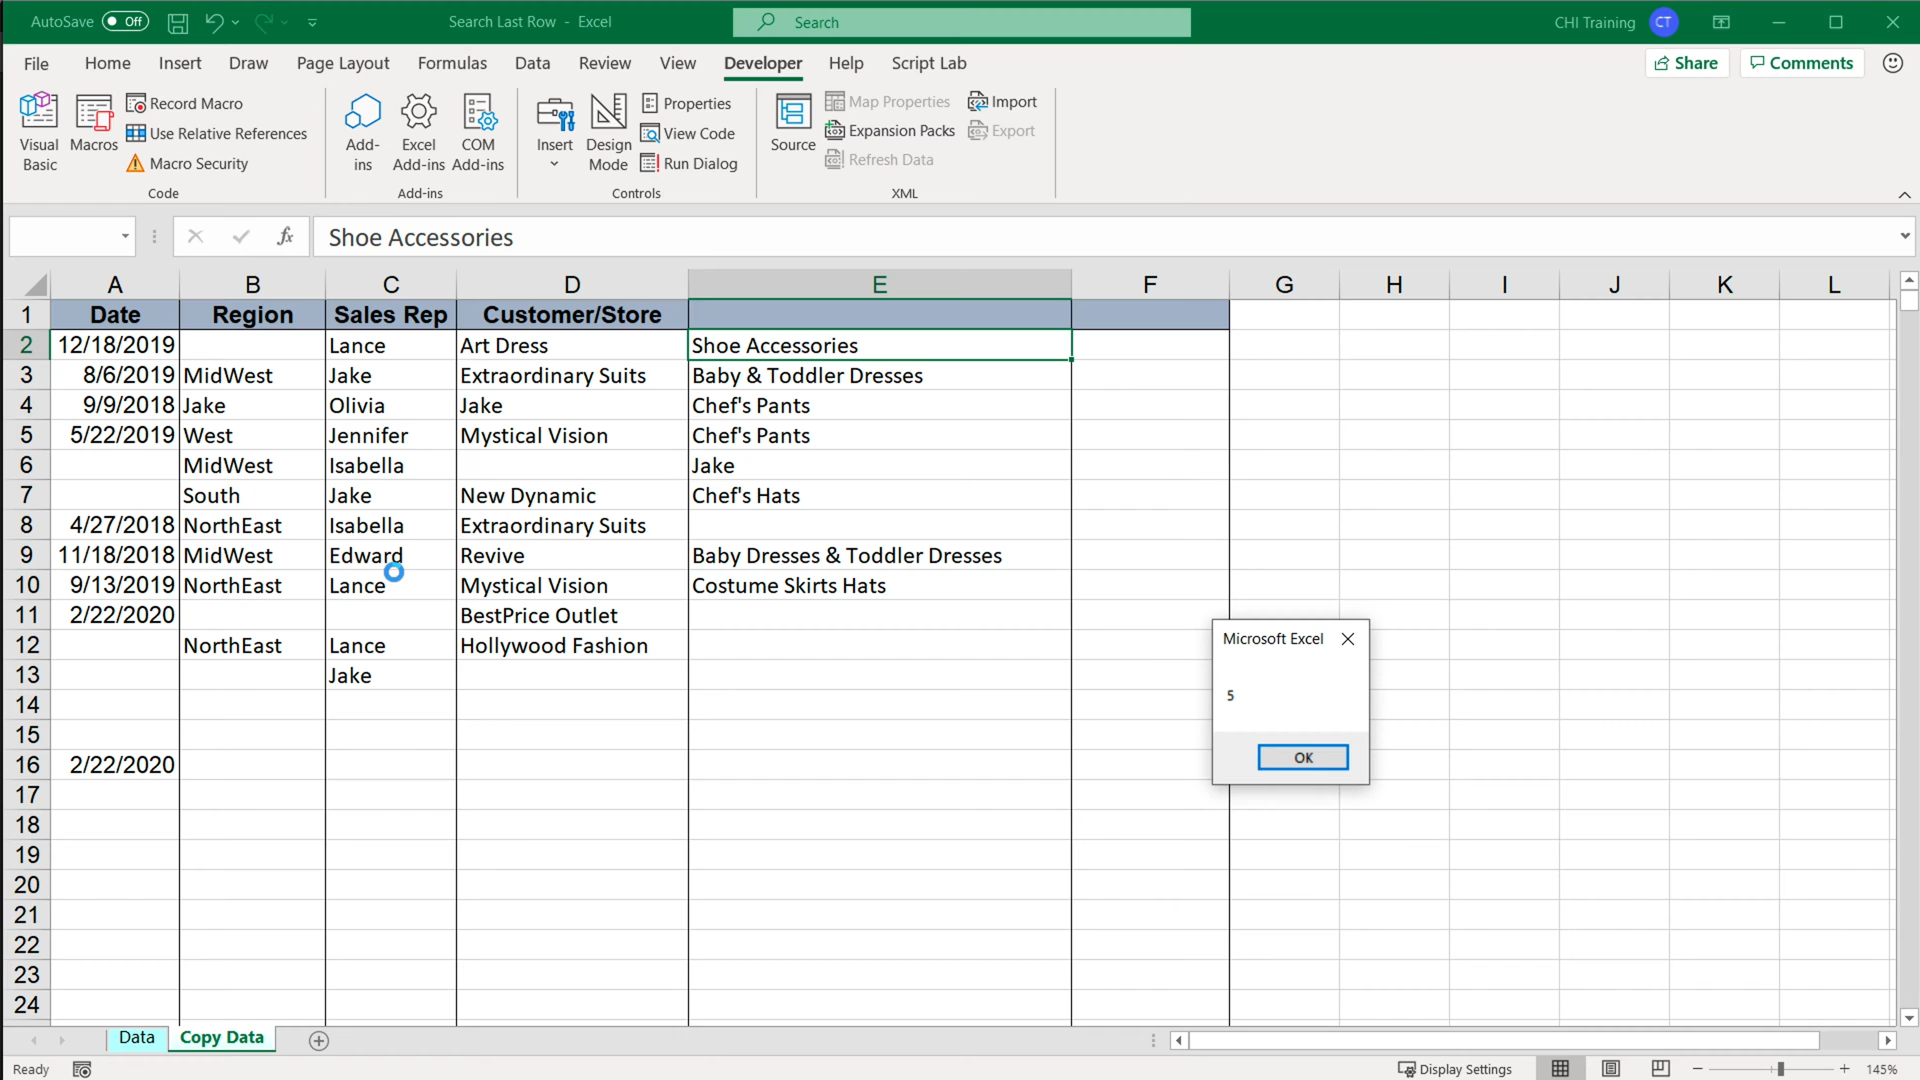 AutoSave Off Search Last Row - Excel Search CHI Training CT
File Home Insert Draw Page Layout Formulas Data Review View Developer Help Script Lab Share Comments
Visual Basic Macros Record Macro Use Relative References Macro Security
Add-ins Excel Add-ins COM Add-ins
Insert Design Mode Properties View Code Run Dialog
Source Map Properties Expansion Packs Refresh Data Import Export
Code Add-ins Controls XML
fx Shoe Accessories
A B C D E F G H I J K L
1 Date Region Sales Rep Customer/Store
2 12/18/2019 Lance Art Dress Shoe Accessories
3 8/6/2019 MidWest Jake Extraordinary Suits Baby & Toddler Dresses
4 9/9/2018 Jake Olivia Jake Chef's Pants
5 5/22/2019 West Jennifer Mystical Vision Chef's Pants
6 MidWest Isabella Jake
7 South Jake New Dynamic Chef's Hats
8 4/27/2018 NorthEast Isabella Extraordinary Suits
9 11/18/2018 MidWest Edward Revive Baby Dresses & Toddler Dresses
10 9/13/2019 NorthEast Lance Mystical Vision Costume Skirts Hats
11 2/22/2020 BestPrice Outlet
12 NorthEast Lance Hollywood Fashion
13 Jake
14
15
16 2/22/2020
17
18
19
20
21
22
23
24
Microsoft Excel
5
OK
Data Copy Data
Ready Display Settings 145%